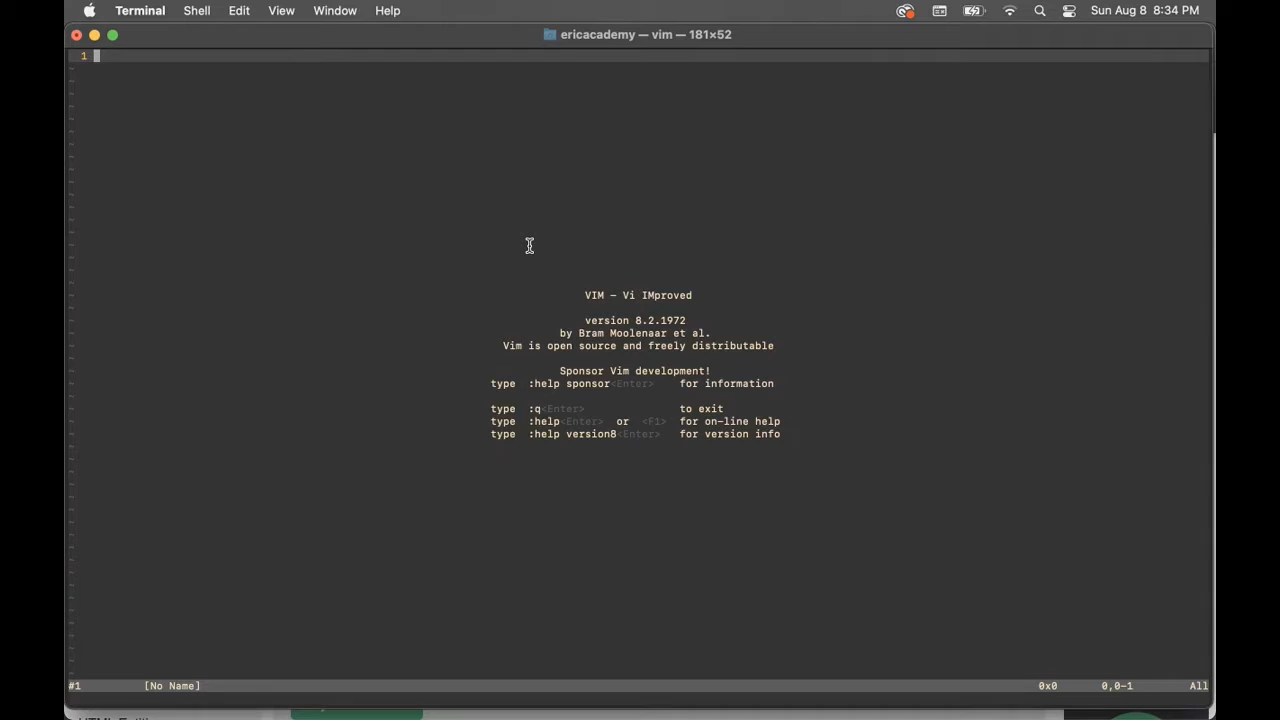 Terminal Shell Edit View Window Help Sun Aug 8 8:34 PM
ericacademy — vim — 181×52
1
VIM - Vi IMproved
version 8.2.1972
by Bram Moolenaar et al.
Vim is open source and freely distributable
Sponsor Vim development!
type :help sponsor<Enter> for information
type :q<Enter> to exit
type :help<Enter> or <F1> for on-line help
type :help version8<Enter> for version info
#1 [No Name] 0x0 0,0-1 All